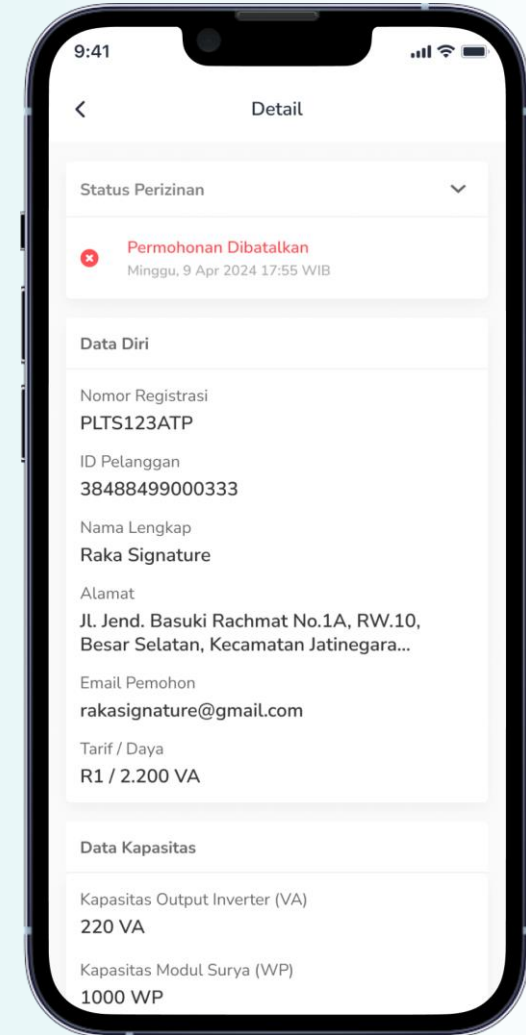 9:41
Detail
Status Perizinan
Permohonan Dibatalkan
Minggu, 9 Apr 2024 17:55 WIB
Data Diri
Nomor Registrasi
PLTS123ATP
ID Pelanggan
38488499000333
Nama Lengkap
Raka Signature
Alamat
Jl. Jend. Basuki Rachmat No.1A, RW.10,
Besar Selatan, Kecamatan Jatinegara...
Email Pemohon
rakasignature@gmail.com
Tarif / Daya
R1 / 2.200 VA
Data Kapasitas
Kapasitas Output Inverter (VA)
220 VA
Kapasitas Modul Surya (WP)
1000 WP